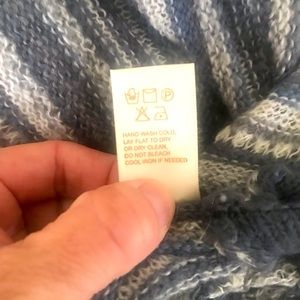 HAND WASH COLD,
LAY FLAT TO DRY
OR DRY CLEAN.
DO NOT BLEACH
COOL IRON IF NEEDED